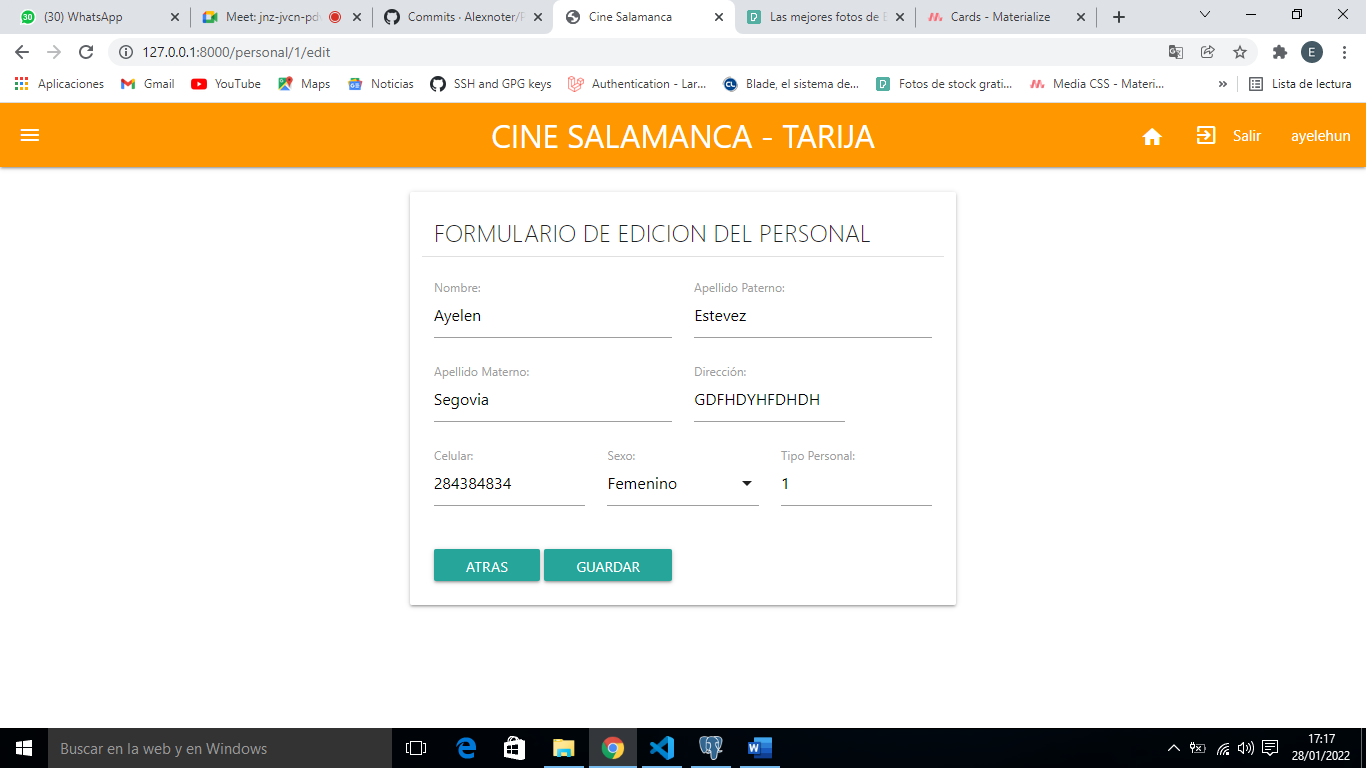 (30) WhatsApp
Meet: jnz-jvcn-pd
Commits · Alexnoter/P
Cine Salamanca
Las mejores fotos de E
Cards - Materialize
127.0.0.1:8000/personal/1/edit
E
Aplicaciones
Gmail
YouTube
Maps
Noticias
SSH and GPG keys
Authentication - Lar...
Blade, el sistema de...
Fotos de stock grati...
Media CSS - Materi...
»
Lista de lectura
CINE SALAMANCA - TARIJA
Salir
ayelehun
FORMULARIO DE EDICION DEL PERSONAL
Nombre:
Apellido Paterno:
Ayelen
Estevez
Apellido Materno:
Dirección:
Segovia
GDFHDYHFDHDH
Celular:
Sexo:
Tipo Personal:
284384834
Femenino
1
ATRAS
GUARDAR
Buscar en la web y en Windows
17:17
28/01/2022